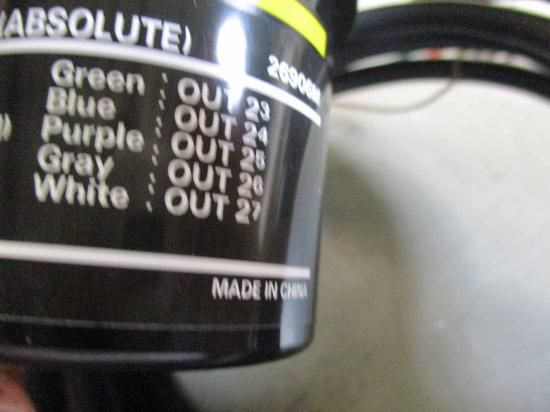 (ABSOLUTE)
26906M
Green : OUT 23
Blue : OUT 24
Purple : OUT 25
Gray : OUT 26
White : OUT 27
MADE IN CHINA